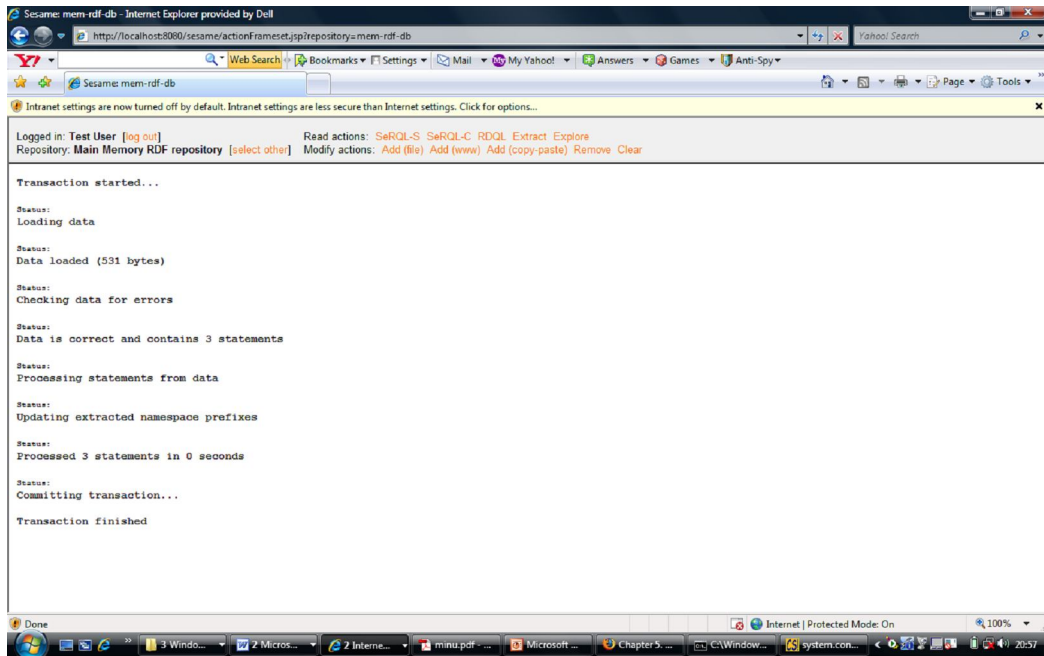 Sesame: mem-rdf-db - Internet Explorer provided by Dell
http://localhost:8080/sesame/actionFrameset.jsp?repository=mem-rdf-db
Yahoo! Search
Y! Web Search Bookmarks Settings Mail My Yahoo! Answers Games Anti-Spy
Sesame: mem-rdf-db Page Tools
Intranet settings are now turned off by default. Intranet settings are less secure than Internet settings. Click for options...
Logged in: Test User [log out] Read actions: SeRQL-S SeRQL-C RDQL Extract Explore
Repository: Main Memory RDF repository [select other] Modify actions: Add (file) Add (www) Add (copy-paste) Remove Clear
Transaction started...
Status:
Loading data
Status:
Data loaded (531 bytes)
Status:
Checking data for errors
Status:
Data is correct and contains 3 statements
Status:
Processing statements from data
Status:
Updating extracted namespace prefixes
Status:
Processed 3 statements in 0 seconds
Status:
Committing transaction...
Transaction finished
Done Internet | Protected Mode: On 100%
3 Windo... 2 Micros... 2 Interne... minu.pdf - ... Microsoft ... Chapter 5. ... C:\Window... system.con... 20:57